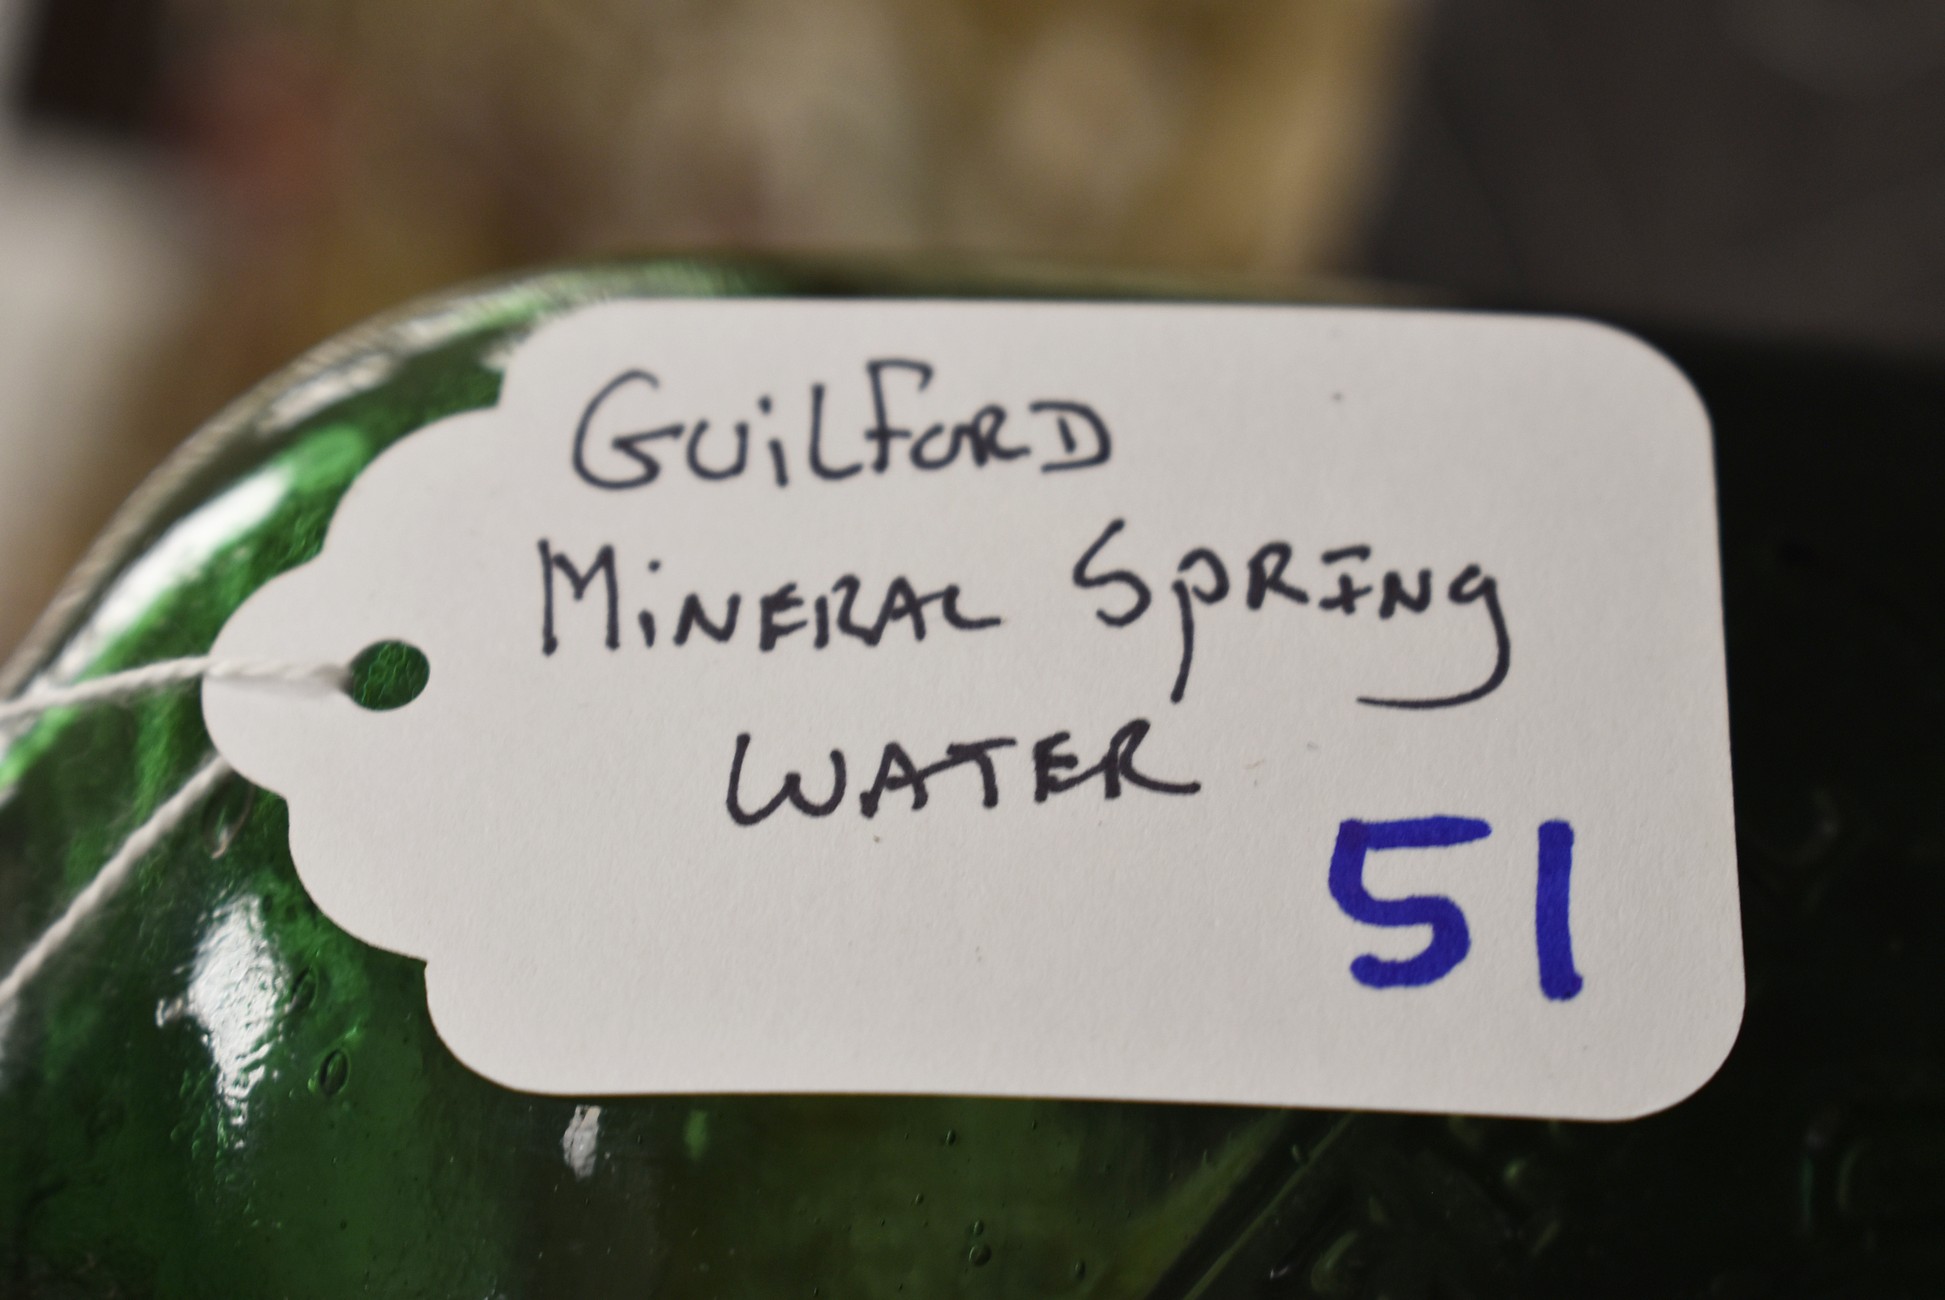 GUiLFORD
MiNERAL SpRINg
WATER
51